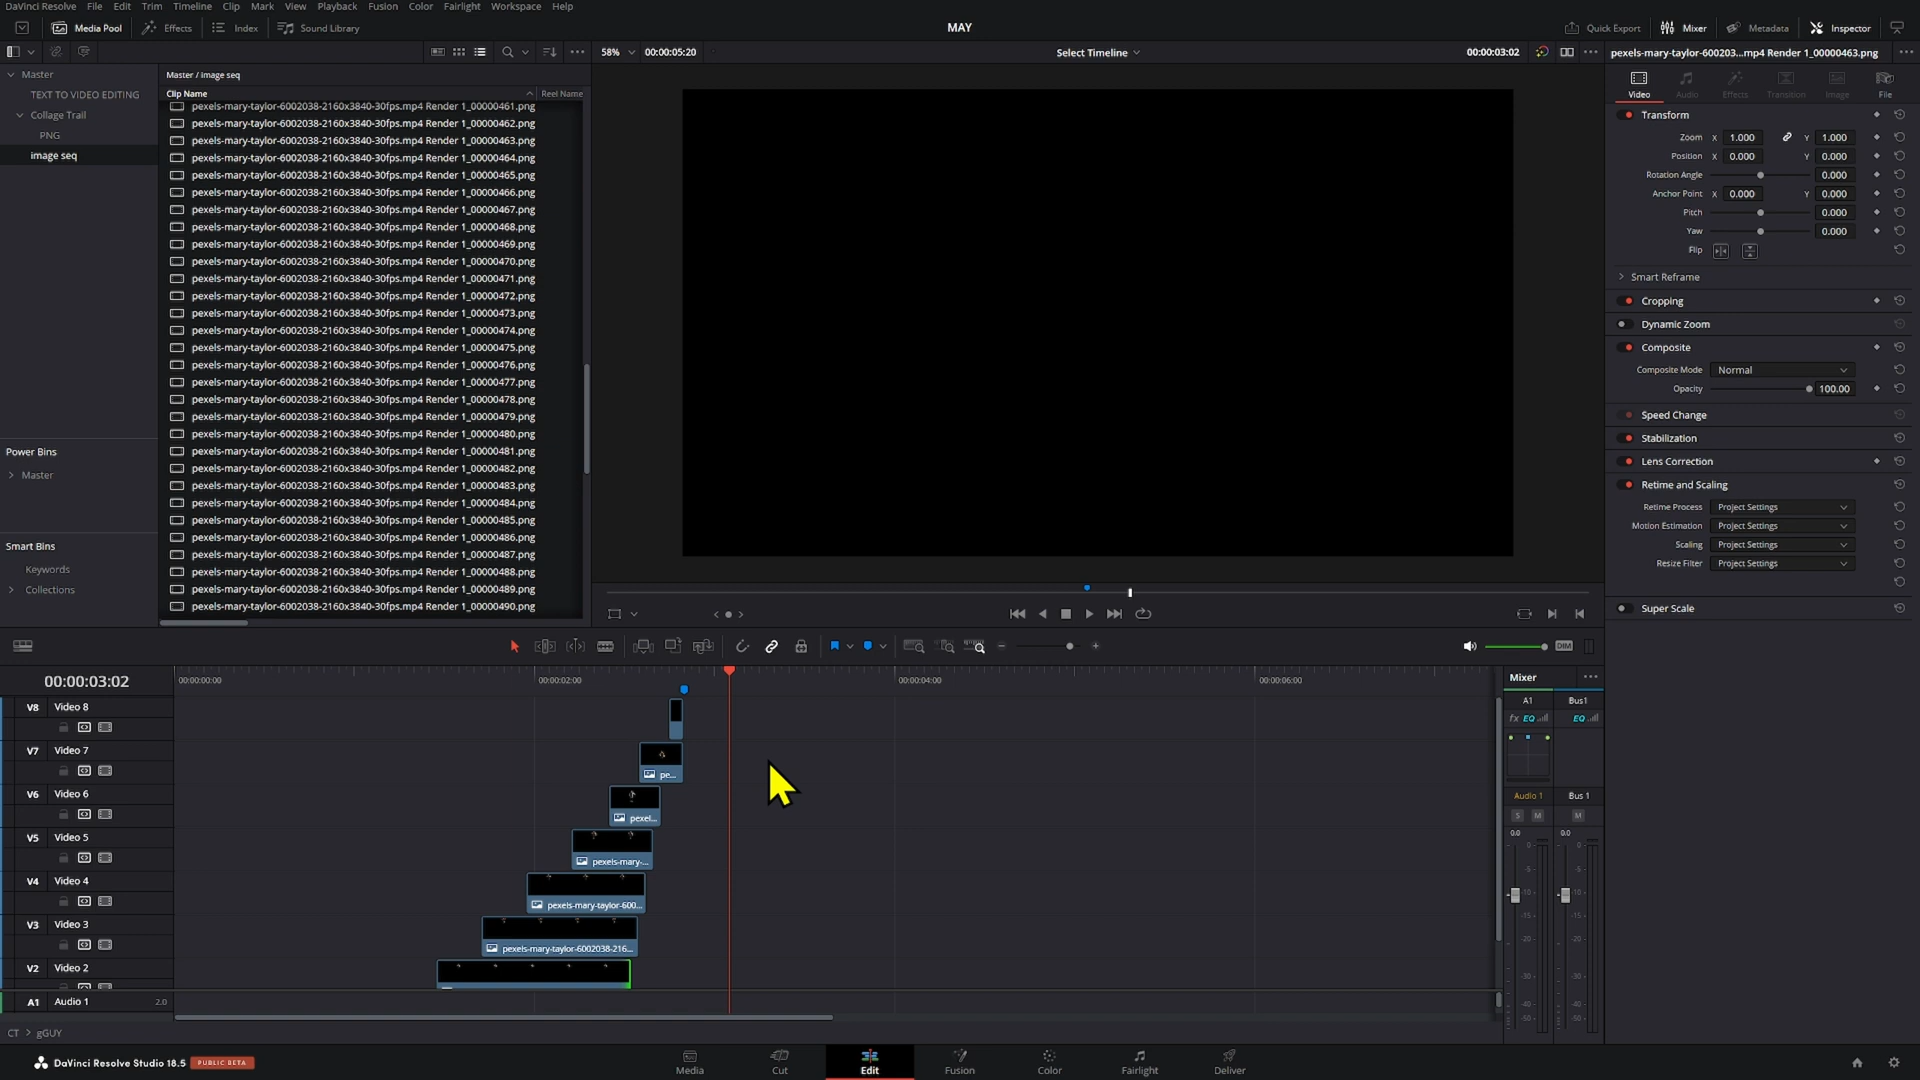 DaVinci Resolve File Edit Trim Timeline Clip Mark View Playback Fusion Color Fairlight Workspace Help
Media Pool Effects Index Sound Library MAY Quick Export Mixer Metadata Inspector
58% 00:00:05:20 Select Timeline 00:00:03:02 pexels-mary-taylor-600203...mp4 Render 1_00000463.png
Master
TEXT TO VIDEO EDITING
Collage Trail
PNG
image seq
Power Bins
Master
Smart Bins
Keywords
Collections
Master / image seq
Clip Name Reel Name
pexels-mary-taylor-6002038-2160x3840-30fps.mp4 Render 1_00000461.png
pexels-mary-taylor-6002038-2160x3840-30fps.mp4 Render 1_00000462.png
pexels-mary-taylor-6002038-2160x3840-30fps.mp4 Render 1_00000463.png
pexels-mary-taylor-6002038-2160x3840-30fps.mp4 Render 1_00000464.png
pexels-mary-taylor-6002038-2160x3840-30fps.mp4 Render 1_00000465.png
pexels-mary-taylor-6002038-2160x3840-30fps.mp4 Render 1_00000466.png
pexels-mary-taylor-6002038-2160x3840-30fps.mp4 Render 1_00000467.png
pexels-mary-taylor-6002038-2160x3840-30fps.mp4 Render 1_00000468.png
pexels-mary-taylor-6002038-2160x3840-30fps.mp4 Render 1_00000469.png
pexels-mary-taylor-6002038-2160x3840-30fps.mp4 Render 1_00000470.png
pexels-mary-taylor-6002038-2160x3840-30fps.mp4 Render 1_00000471.png
pexels-mary-taylor-6002038-2160x3840-30fps.mp4 Render 1_00000472.png
pexels-mary-taylor-6002038-2160x3840-30fps.mp4 Render 1_00000473.png
pexels-mary-taylor-6002038-2160x3840-30fps.mp4 Render 1_00000474.png
pexels-mary-taylor-6002038-2160x3840-30fps.mp4 Render 1_00000475.png
pexels-mary-taylor-6002038-2160x3840-30fps.mp4 Render 1_00000476.png
pexels-mary-taylor-6002038-2160x3840-30fps.mp4 Render 1_00000477.png
pexels-mary-taylor-6002038-2160x3840-30fps.mp4 Render 1_00000478.png
pexels-mary-taylor-6002038-2160x3840-30fps.mp4 Render 1_00000479.png
pexels-mary-taylor-6002038-2160x3840-30fps.mp4 Render 1_00000480.png
pexels-mary-taylor-6002038-2160x3840-30fps.mp4 Render 1_00000481.png
pexels-mary-taylor-6002038-2160x3840-30fps.mp4 Render 1_00000482.png
pexels-mary-taylor-6002038-2160x3840-30fps.mp4 Render 1_00000483.png
pexels-mary-taylor-6002038-2160x3840-30fps.mp4 Render 1_00000484.png
pexels-mary-taylor-6002038-2160x3840-30fps.mp4 Render 1_00000485.png
pexels-mary-taylor-6002038-2160x3840-30fps.mp4 Render 1_00000486.png
pexels-mary-taylor-6002038-2160x3840-30fps.mp4 Render 1_00000487.png
pexels-mary-taylor-6002038-2160x3840-30fps.mp4 Render 1_00000488.png
pexels-mary-taylor-6002038-2160x3840-30fps.mp4 Render 1_00000489.png
pexels-mary-taylor-6002038-2160x3840-30fps.mp4 Render 1_00000490.png
Video Audio Effects Transition Image File
Transform
Zoom X 1.000 Y 1.000
Position X 0.000 Y 0.000
Rotation Angle 0.000
Anchor Point X 0.000 Y 0.000
Pitch 0.000
Yaw 0.000
Flip
Smart Reframe
Cropping
Dynamic Zoom
Composite
Composite Mode Normal
Opacity 100.00
Speed Change
Stabilization
Lens Correction
Retime and Scaling
Retime Process Project Settings
Motion Estimation Project Settings
Scaling Project Settings
Resize Filter Project Settings
Super Scale
DIM
00:00:03:02 00:00:00:00 00:00:02:00 00:00:04:00 00:00:06:00
V8 Video 8
V7 Video 7
pe...
V6 Video 6
pexel...
V5 Video 5
pexels-mary-...
V4 Video 4
pexels-mary-taylor-600...
V3 Video 3
pexels-mary-taylor-6002038-216...
V2 Video 2
A1 Audio 1 2.0
Mixer
A1 Bus1
fx EQ EQ
Audio 1 Bus 1
S M M
0.0 0.0
0 0
-5 -5
-10 -10
-15 -15
-20 -20
-30 -30
-40 -40
-50 -50
CT > gGUY
DaVinci Resolve Studio 18.5 PUBLIC BETA
Media Cut Edit Fusion Color Fairlight Deliver